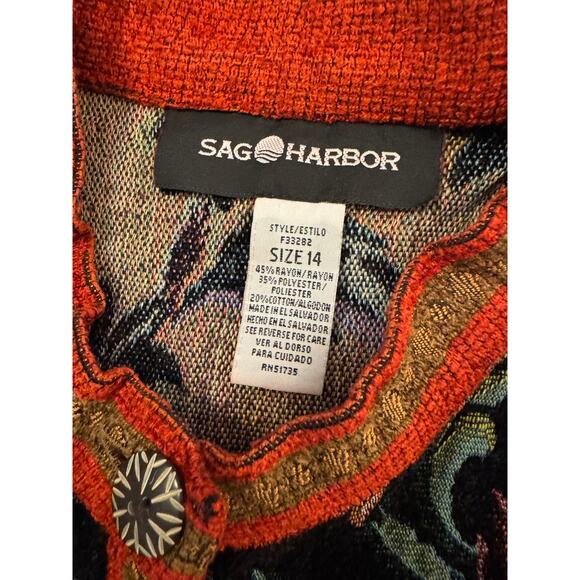 SAG HARBOR
STYLE/ESTILO
F33282
SIZE 14
45% RAYON/RAYON
35% POLYESTER/
POLIESTER
20% COTTON/ALGODON
MADE IN EL SALVADOR
HECHO EN EL SALVADOR
SEE REVERSE FOR CARE
VER AL DORSO
PARA CUIDADO
RN51735